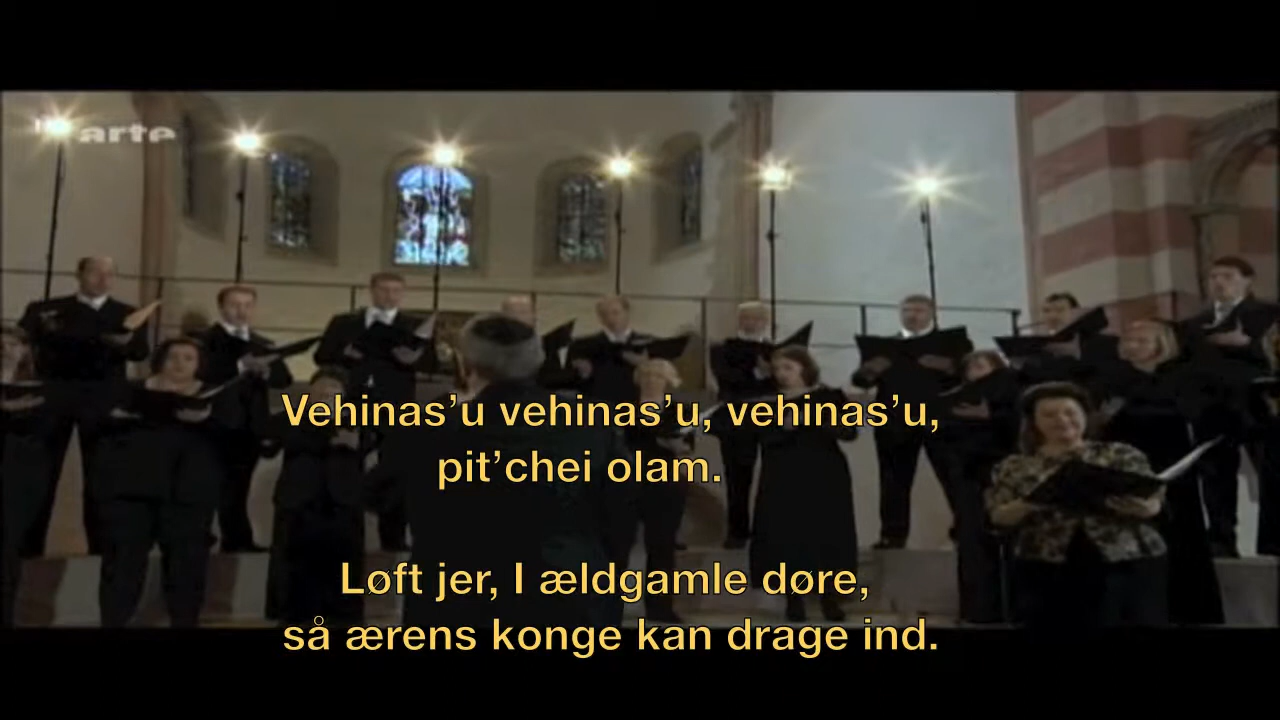 arte
Vehinas’u vehinas’u, vehinas’u,
pit’chei olam.
Løft jer, I ældgamle døre,
så ærens konge kan drage ind.